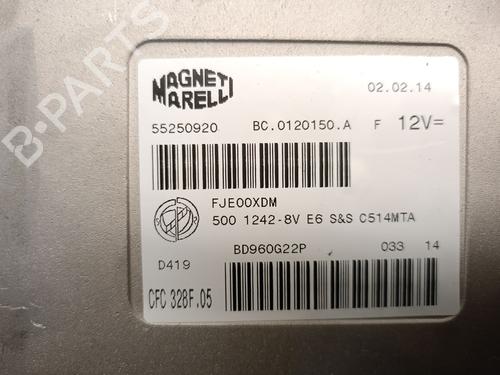 B-PARTS
MAGNETI
MARELLI
02.02.14
55250920 BC.0120150.A F 12V=
FJE00XDM
500 1242-8V E6 S&S C514MTA
BD960G22P 033 14
D419
CFC 328F.05